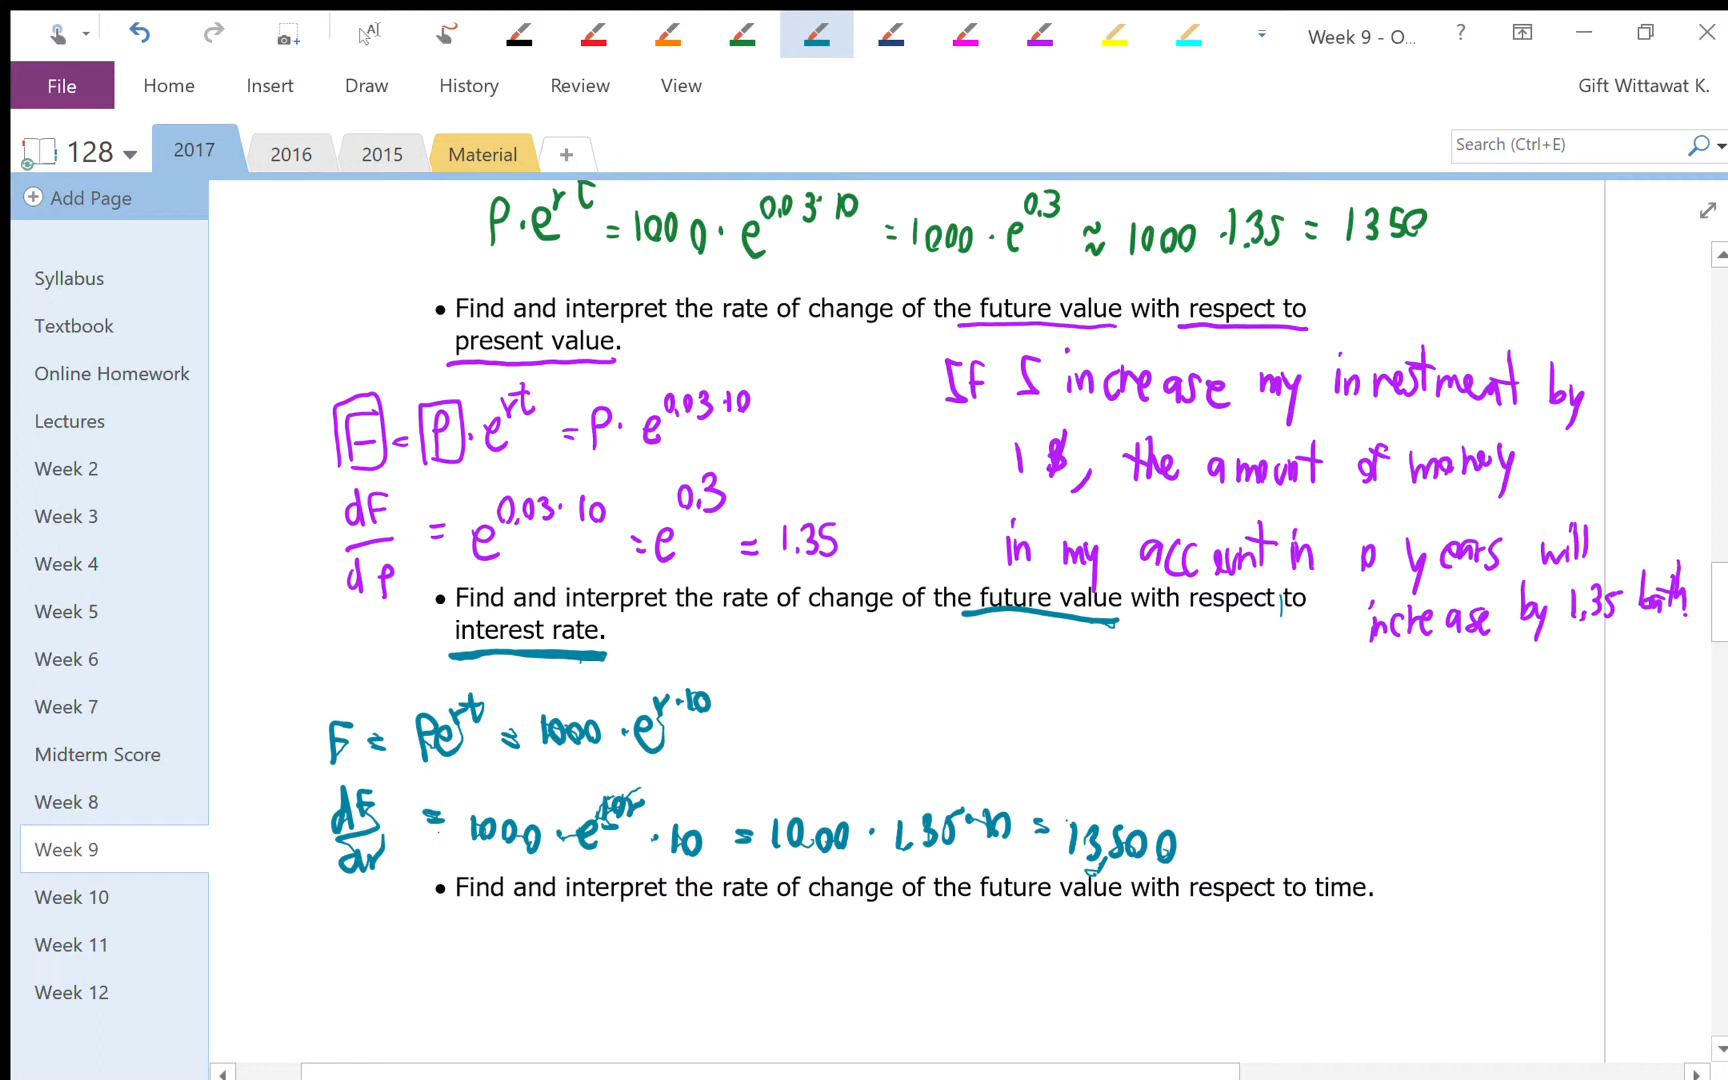 Week 9 - O...
?
File
Home
Insert
Draw
History
Review
View
Gift Wittawat K.
128
2017
2016
2015
Material
+
Search (Ctrl+E)
Add Page
Syllabus
Textbook
Online Homework
Lectures
Week 2
Week 3
Week 4
Week 5
Week 6
Week 7
Midterm Score
Week 8
Week 9
Week 10
Week 11
Week 12
P·e^rt = 1000·e^0.03·10 = 1000·e^0.3 ≈ 1000·1.35 = 1350
• Find and interpret the rate of change of the future value with respect to
present value.
F = P·e^rt = P·e^0.03·10
dF/dP = e^0.03·10 = e^0.3 = 1.35
If I increase my investment by
1 $, the amount of money
in my account in 10 years will
increase by 1.35 bath
• Find and interpret the rate of change of the future value with respect to
interest rate.
F = Pe^rt = 1000·e^r·10
dF/dr = 1000·e^10r·10 = 1000·1.35·10 = 13,500
• Find and interpret the rate of change of the future value with respect to time.